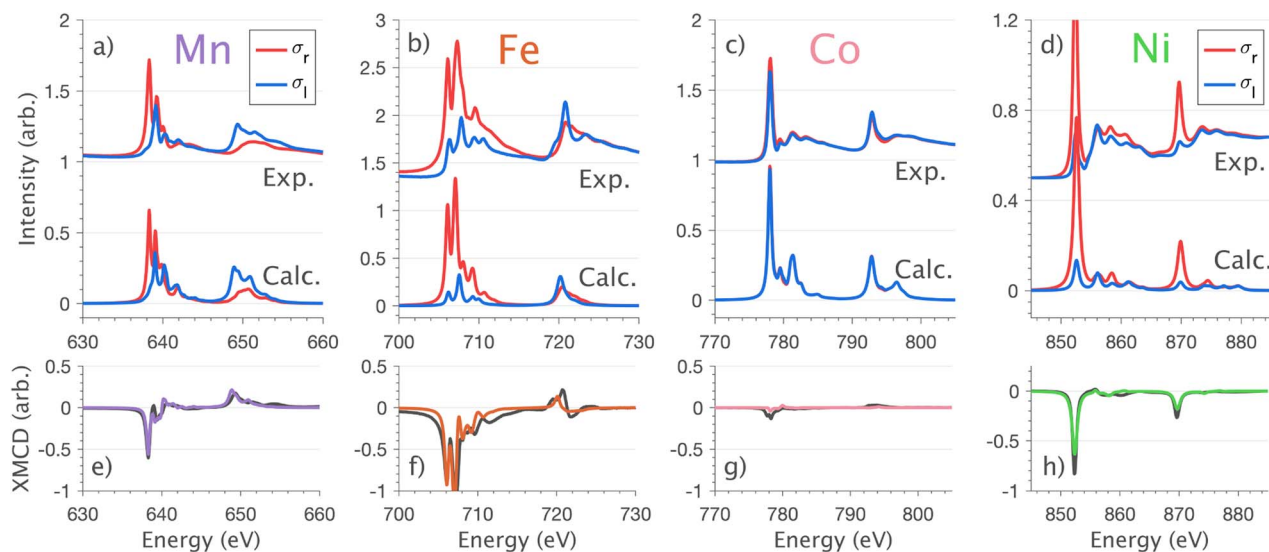 a) Mn
σr
σl
2
1.5
1
0.5
0
Intensity (arb.)
Exp.
Calc.
630 640 650 660
b) Fe
3
2.5
2
1.5
1
0
Exp.
Calc.
700 710 720 730
c) Co
2
1.5
1
0.5
0
Exp.
Calc.
770 780 790 800
d) Ni
σr
σl
1.2
0.8
0.4
0
Exp.
Calc.
850 860 870 880
XMCD (arb.)
0.5
0
-0.5
-1
e)
630 640 650 660
Energy (eV)
0.5
0
-0.5
-1
f)
700 710 720 730
Energy (eV)
0.5
0
-0.5
-1
g)
770 780 790 800
Energy (eV)
0
-0.5
-1
h)
850 860 870 880
Energy (eV)